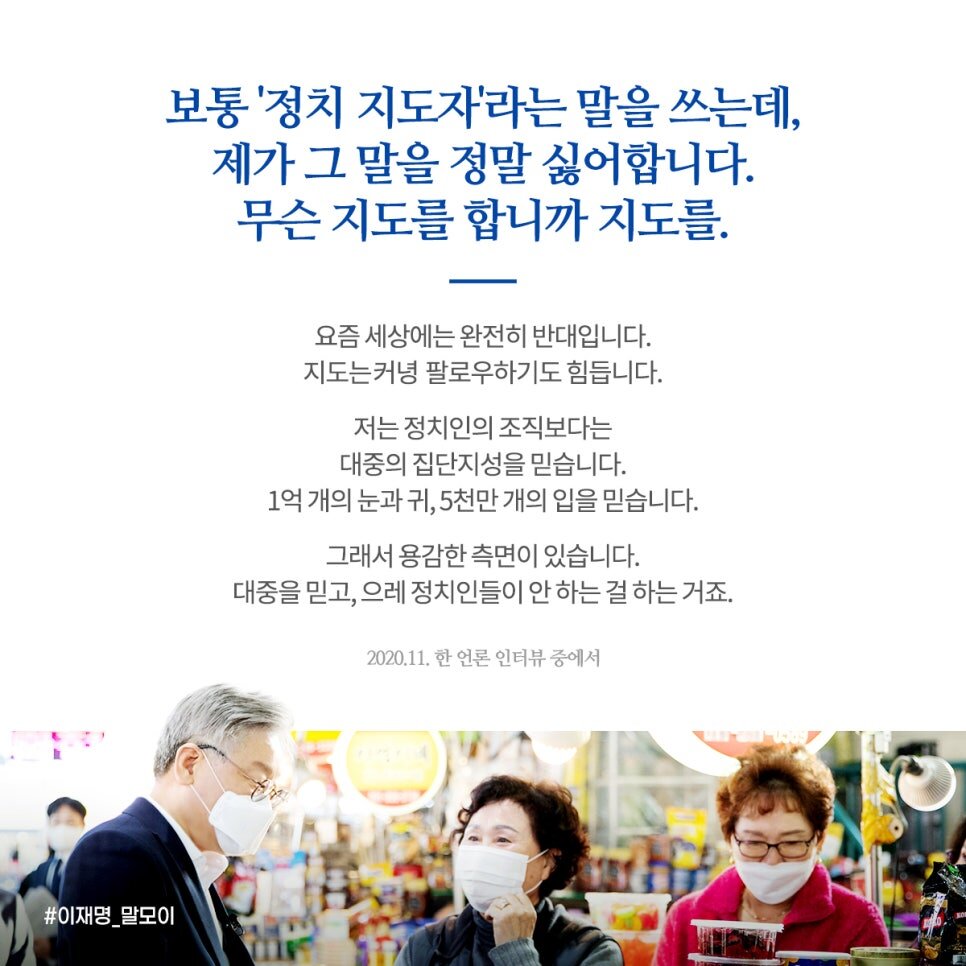 보통 '정치 지도자'라는 말을 쓰는데,
제가 그 말을 정말 싫어합니다.
무슨 지도를 합니까 지도를.
요즘 세상에는 완전히 반대입니다.
지도는커녕 팔로우하기도 힘듭니다.
저는 정치인의 조직보다는
대중의 집단지성을 믿습니다.
1억 개의 눈과 귀, 5천만 개의 입을 믿습니다.
그래서 용감한 측면이 있습니다.
대중을 믿고, 으레 정치인들이 안 하는 걸 하는 거죠.
2020.11. 한 언론 인터뷰 중에서
#이재명_말모이